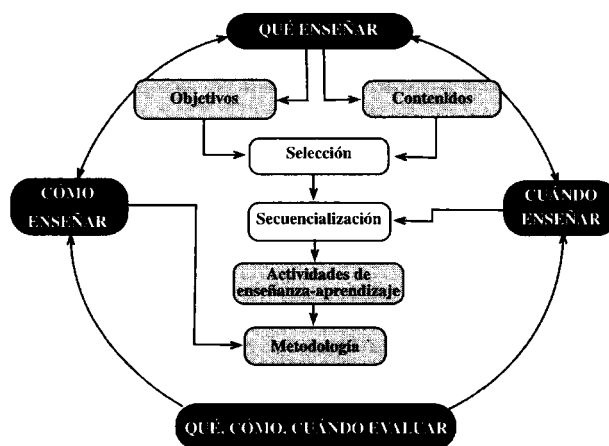 QUÉ ENSEÑAR
Objetivos
Contenidos
Selección
CÓMO
ENSEÑAR
CUÁNDO
ENSEÑAR
Secuencialización
Actividades de
enseñanza-aprendizaje
Metodología
QUÉ, CÓMO, CUÁNDO EVALUAR